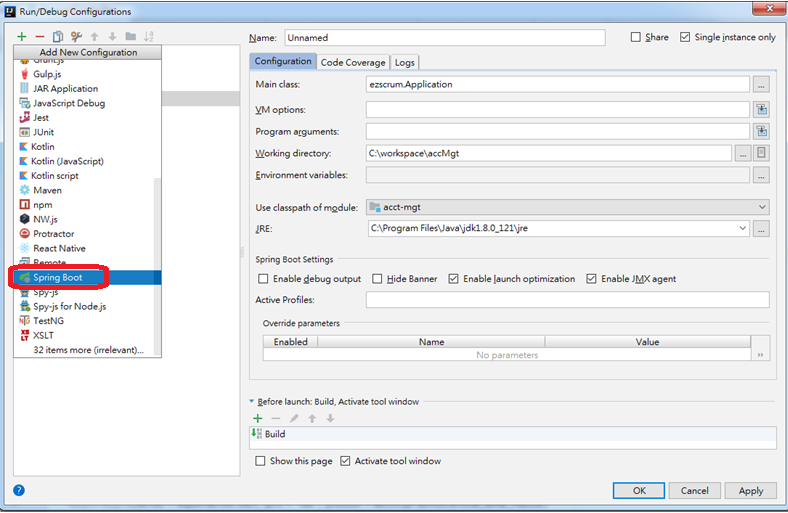 Run/Debug Configurations
Add New Configuration
Grunt.js
Gulp.js
JAR Application
JavaScript Debug
Jest
JUnit
Kotlin
Kotlin (JavaScript)
Kotlin script
Maven
npm
NW.js
Protractor
React Native
Remote
Spring Boot
Spy-js
Spy-js for Node.js
TestNG
XSLT
32 items more (irrelevant)...
Name: Unnamed
Share Single instance only
Configuration Code Coverage Logs
Main class: ezscrum.Application ...
VM options:
Program arguments:
Working directory: C:\workspace\accMgt ...
Environment variables: ...
Use classpath of module: acct-mgt
JRE: C:\Program Files\Java\jdk1.8.0_121\jre ...
Spring Boot Settings
Enable debug output Hide Banner Enable launch optimization Enable JMX agent
Active Profiles:
Override parameters
Enabled Name Value
No parameters
Before launch: Build, Activate tool window
Build
Show this page Activate tool window
OK Cancel Apply